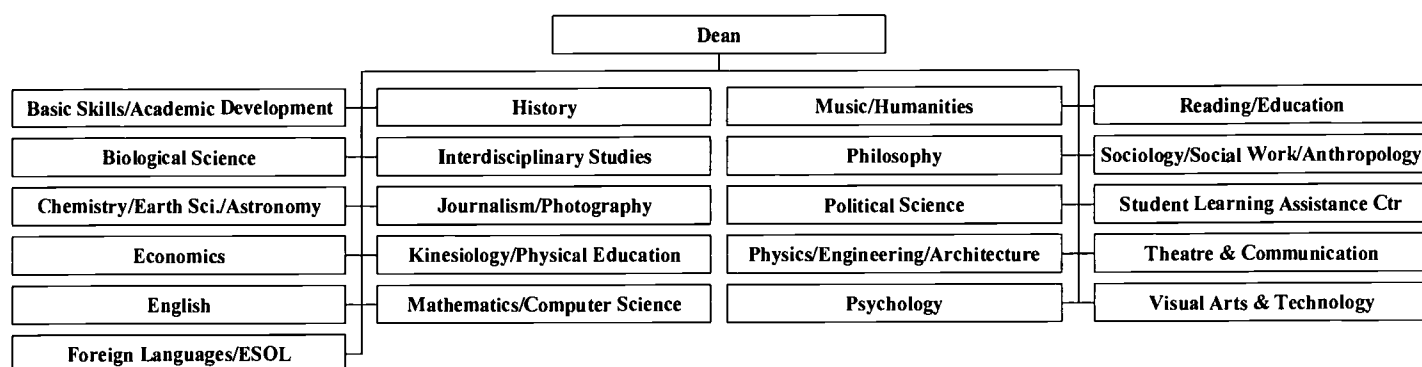 Dean
Basic Skills/Academic Development
History
Music/Humanities
Reading/Education
Biological Science
Interdisciplinary Studies
Philosophy
Sociology/Social Work/Anthropology
Chemistry/Earth Sci./Astronomy
Journalism/Photography
Political Science
Student Learning Assistance Ctr
Economics
Kinesiology/Physical Education
Physics/Engineering/Architecture
Theatre & Communication
English
Mathematics/Computer Science
Psychology
Visual Arts & Technology
Foreign Languages/ESOL